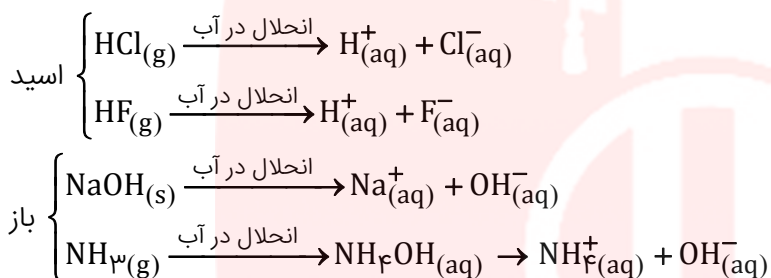 اسید { HCl(g) ⟶ انحلال در آب H⁺(aq) + Cl⁻(aq)
HF(g) ⟶ انحلال در آب H⁺(aq) + F⁻(aq)
باز { NaOH(s) ⟶ انحلال در آب Na⁺(aq) + OH⁻(aq)
NH۳(g) ⟶ انحلال در آب NH۴OH(aq) → NH۴⁺(aq) + OH⁻(aq)